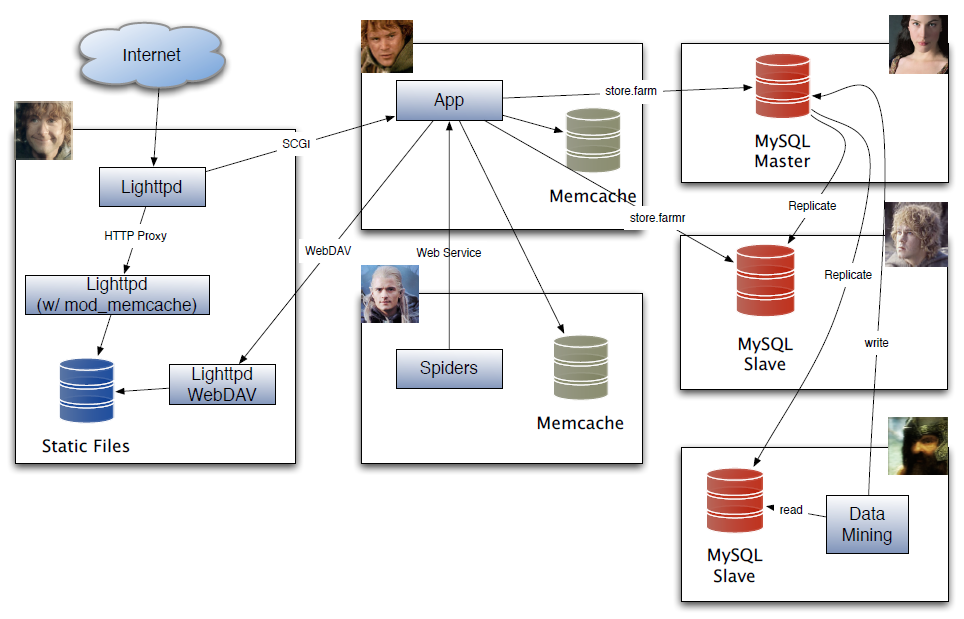 Internet
Lighttpd
SCGI
HTTP Proxy
Lighttpd
(w/ mod_memcache)
Lighttpd
WebDAV
Static Files
WebDAV
App
Memcache
store.farm
store.farmr
Web Service
Spiders
Memcache
MySQL
Master
Replicate
Replicate
MySQL
Slave
write
read
Data
Mining
MySQL
Slave